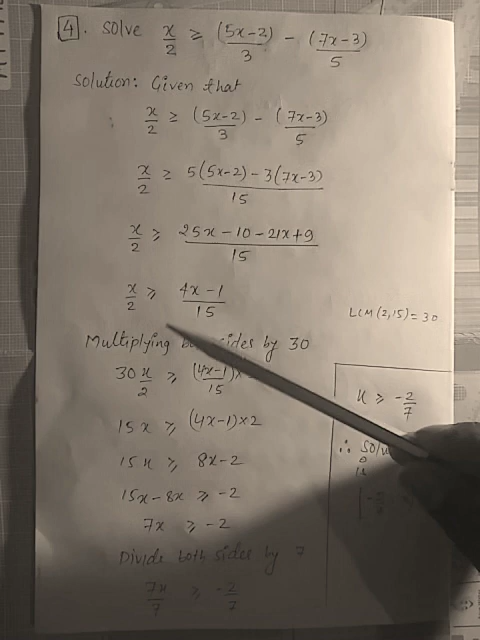 4. Solve x/2 ≥ (5x-2)/3 - (7x-3)/5
Solution: Given that
x/2 ≥ (5x-2)/3 - (7x-3)/5
x/2 ≥ 5(5x-2)-3(7x-3)/15
x/2 ≥ 25x-10-21x+9/15
x/2 ≥ 4x-1/15
LCM(2,15)=30
Multiplying sides by 30
30x/2 ≥ (4x-1)/15 ×
15x ≥ (4x-1)×2
15x ≥ 8x-2
15x-8x ≥ -2
7x ≥ -2
Divide both sides by 7
7x/7 ≥ -2/7
x ≥ -2/7
∴